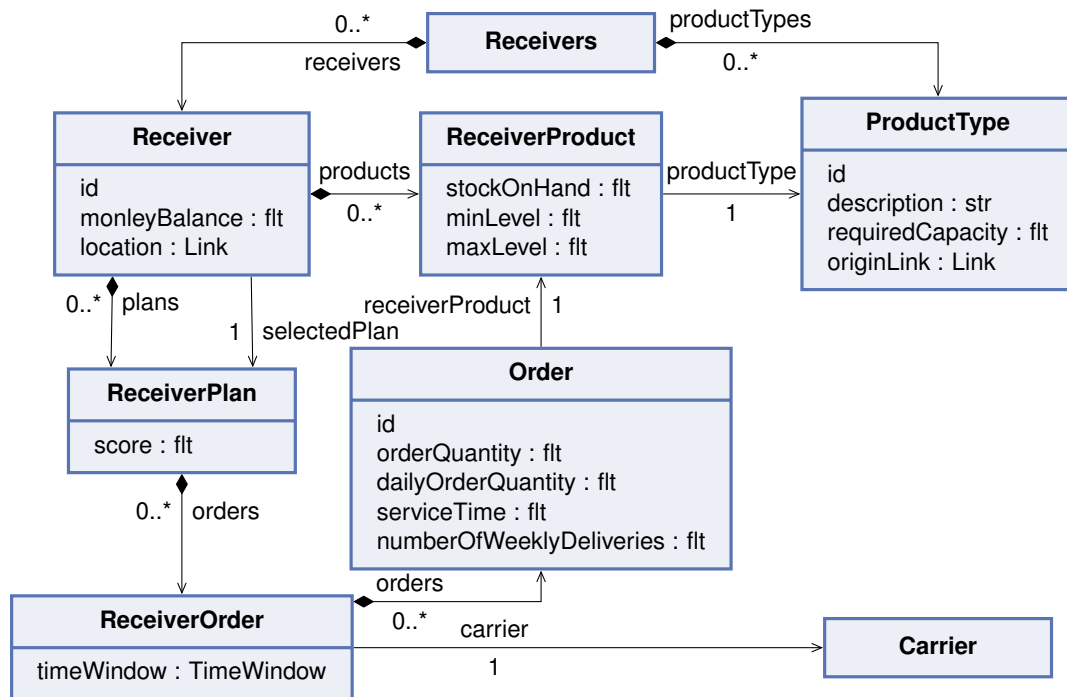 Receivers
0..*
receivers
productTypes
0..*
Receiver
id
monleyBalance : flt
location : Link
products
0..*
ReceiverProduct
stockOnHand : flt
minLevel : flt
maxLevel : flt
productType
1
ProductType
id
description : str
requiredCapacity : flt
originLink : Link
0..*
plans
1
selectedPlan
receiverProduct
1
ReceiverPlan
score : flt
Order
id
orderQuantity : flt
dailyOrderQuantity : flt
serviceTime : flt
numberOfWeeklyDeliveries : flt
0..*
orders
ReceiverOrder
timeWindow : TimeWindow
orders
0..*
carrier
1
Carrier